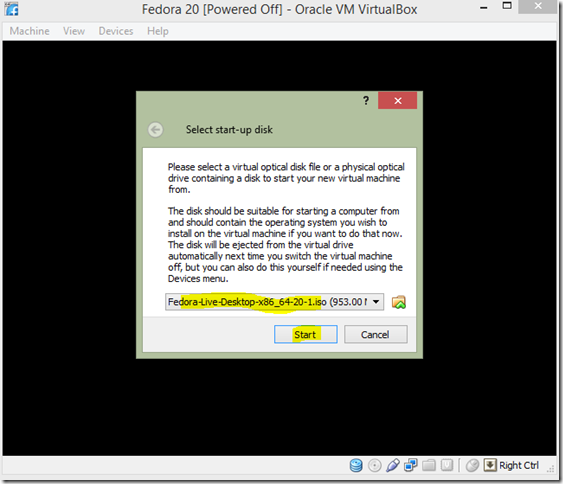 Fedora 20 [Powered Off] - Oracle VM VirtualBox
Machine View Devices Help
?
Select start-up disk
Please select a virtual optical disk file or a physical optical
drive containing a disk to start your new virtual machine
from.
The disk should be suitable for starting a computer from
and should contain the operating system you wish to
install on the virtual machine if you want to do that now.
The disk will be ejected from the virtual drive
automatically next time you switch the virtual machine
off, but you can also do this yourself if needed using the
Devices menu.
Fedora-Live-Desktop-x86_64-20-1.iso (953.00 M
Start Cancel
Right Ctrl